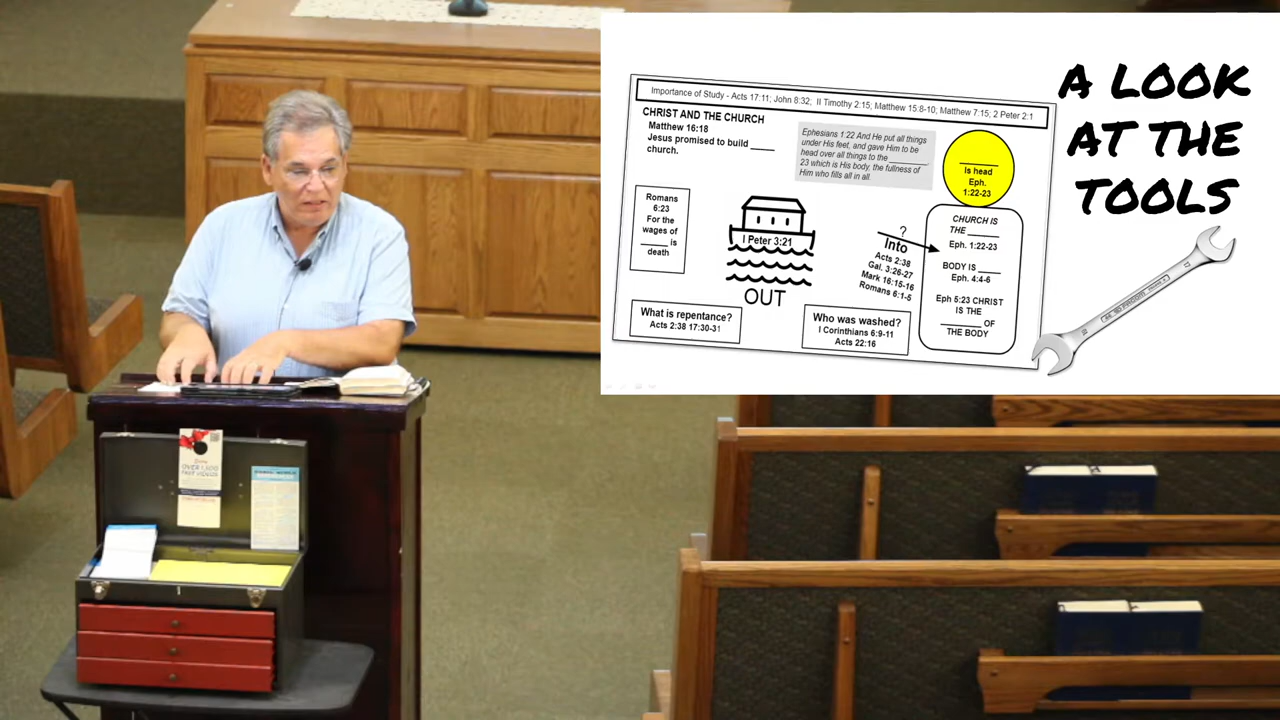 A LOOK
AT THE
TOOLS
Importance of Study - Acts 17:11; John 8:32; II Timothy 2:15; Matthew 15:8-10; Matthew 7:15; 2 Peter 2:1
CHRIST AND THE CHURCH
Matthew 16:18
Jesus promised to build _____
church.
Ephesians 1:22 And He put all things
under His feet, and gave Him to be
head over all things to the_______,
23 which is His body, the fullness of
Him who fills all in all.
_______
Is head
Eph.
1:22-23
Romans
6:23
For the
wages of
_____ is
death
I Peter 3:21
OUT
?
Into
Acts 2:38
Gal. 3:26-27
Mark 16:15-16
Romans 6:1-5
CHURCH IS
THE ______
Eph. 1:22-23
BODY IS ____
Eph. 4:4-6
Eph 5:23 CHRIST
IS THE
_______ OF
THE BODY
What is repentance?
Acts 2:38 17:30-31
Who was washed?
I Corinthians 6:9-11
Acts 22:16